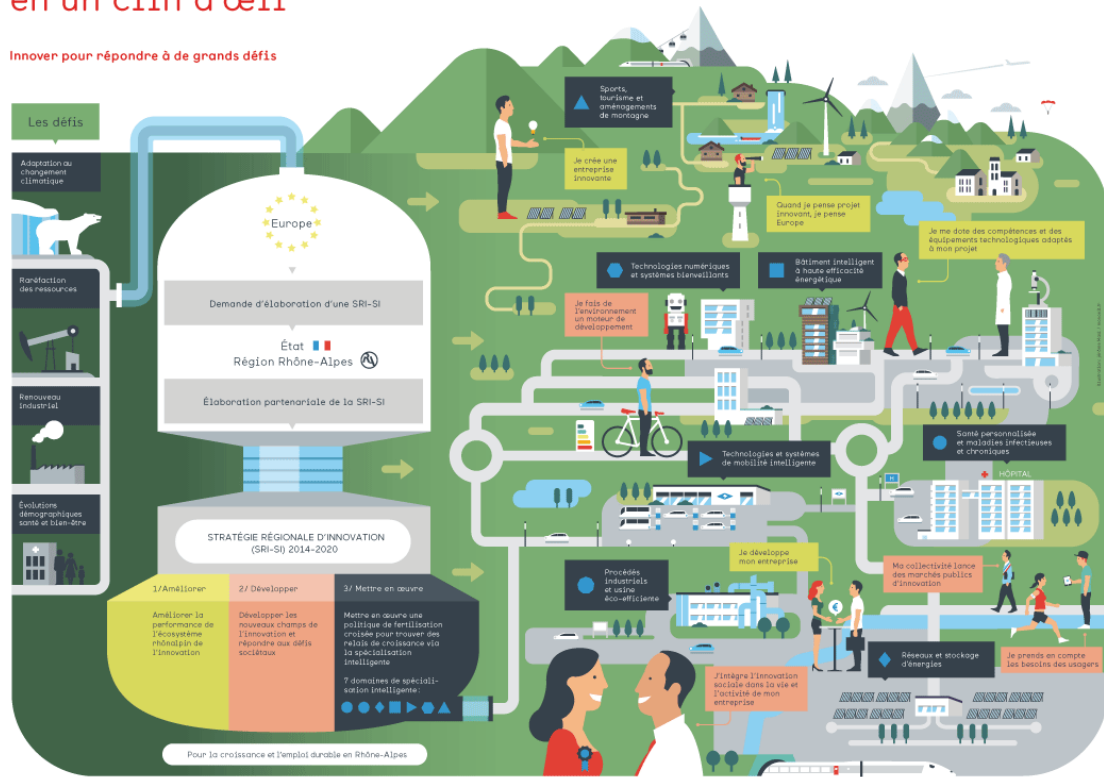 en un clin d'œil
Innover pour répondre à de grands défis
Les défis
Adaptation au
changement
climatique
Raréfaction
des ressources
Renouveau
industriel
Évolutions
démographiques
santé et bien-être
Europe
Demande d'élaboration d'une SRI-SI
État
Région Rhône-Alpes
Élaboration partenariale de la SRI-SI
STRATÉGIE RÉGIONALE D'INNOVATION
(SRI-SI) 2014-2020
1/Améliorer
Améliorer la
performance de
l'écosystème
rhônalpin de
l'innovation
2/ Développer
Développer les
nouveaux champs de
l'innovation et
répondre aux défis
sociétaux
3/ Mettre en œuvre
Mettre en œuvre une
politique de fertilisation
croisée pour trouver des
relais de croissance via
la spécialisation
intelligente
7 domaines de spéciali-
sation intelligente :
Pour la croissance et l'emploi durable en Rhône-Alpes
Sports,
tourisme et
aménagements
de montagne
Je crée une
entreprise
innovante
Quand je pense projet
innovant, je pense
Europe
Je me dote des compétences et des
équipements technologiques adaptés
à mon projet
Technologies numériques
et systèmes bienveillants
Bâtiment intelligent
à haute efficacité
énergétique
Je fais de
l'environnement
un moteur de
développement
Technologies et systèmes
de mobilité intelligente
Santé personnalisée
et maladies infectieuses
et chroniques
H
HÔPITAL
Je développe
mon entreprise
Procédés
industriels
et usine
éco-efficiente
Ma collectivité lance
des marchés publics
d'innovation
€
Réseaux et stockage
d'énergies
Je prends en compte
les besoins des usagers
J'intègre l'innovation
sociale dans la vie et
l'activité de mon
entreprise